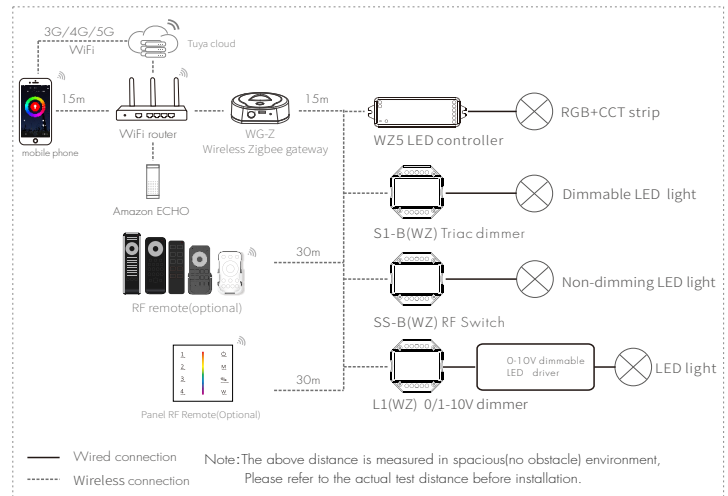 3G/4G/5G
WiFi
Tuya cloud
15m
15m
mobile phone
WiFi router
WG-Z
Wireless Zigbee gateway
WZ5 LED controller
RGB+CCT strip
Amazon ECHO
S1-B(WZ) Triac dimmer
Dimmable LED light
30m
RF remote(optional)
SS-B(WZ) RF Switch
Non-dimming LED light
1
2
3
4
M
W
30m
Panel RF Remote(Optional)
0-10V dimmable
LED driver
LED light
L1(WZ) 0/1-10V dimmer
Wired connection
Wireless connection
Note:The above distance is measured in spacious(no obstacle) environment,
Please refer to the actual test distance before installation.